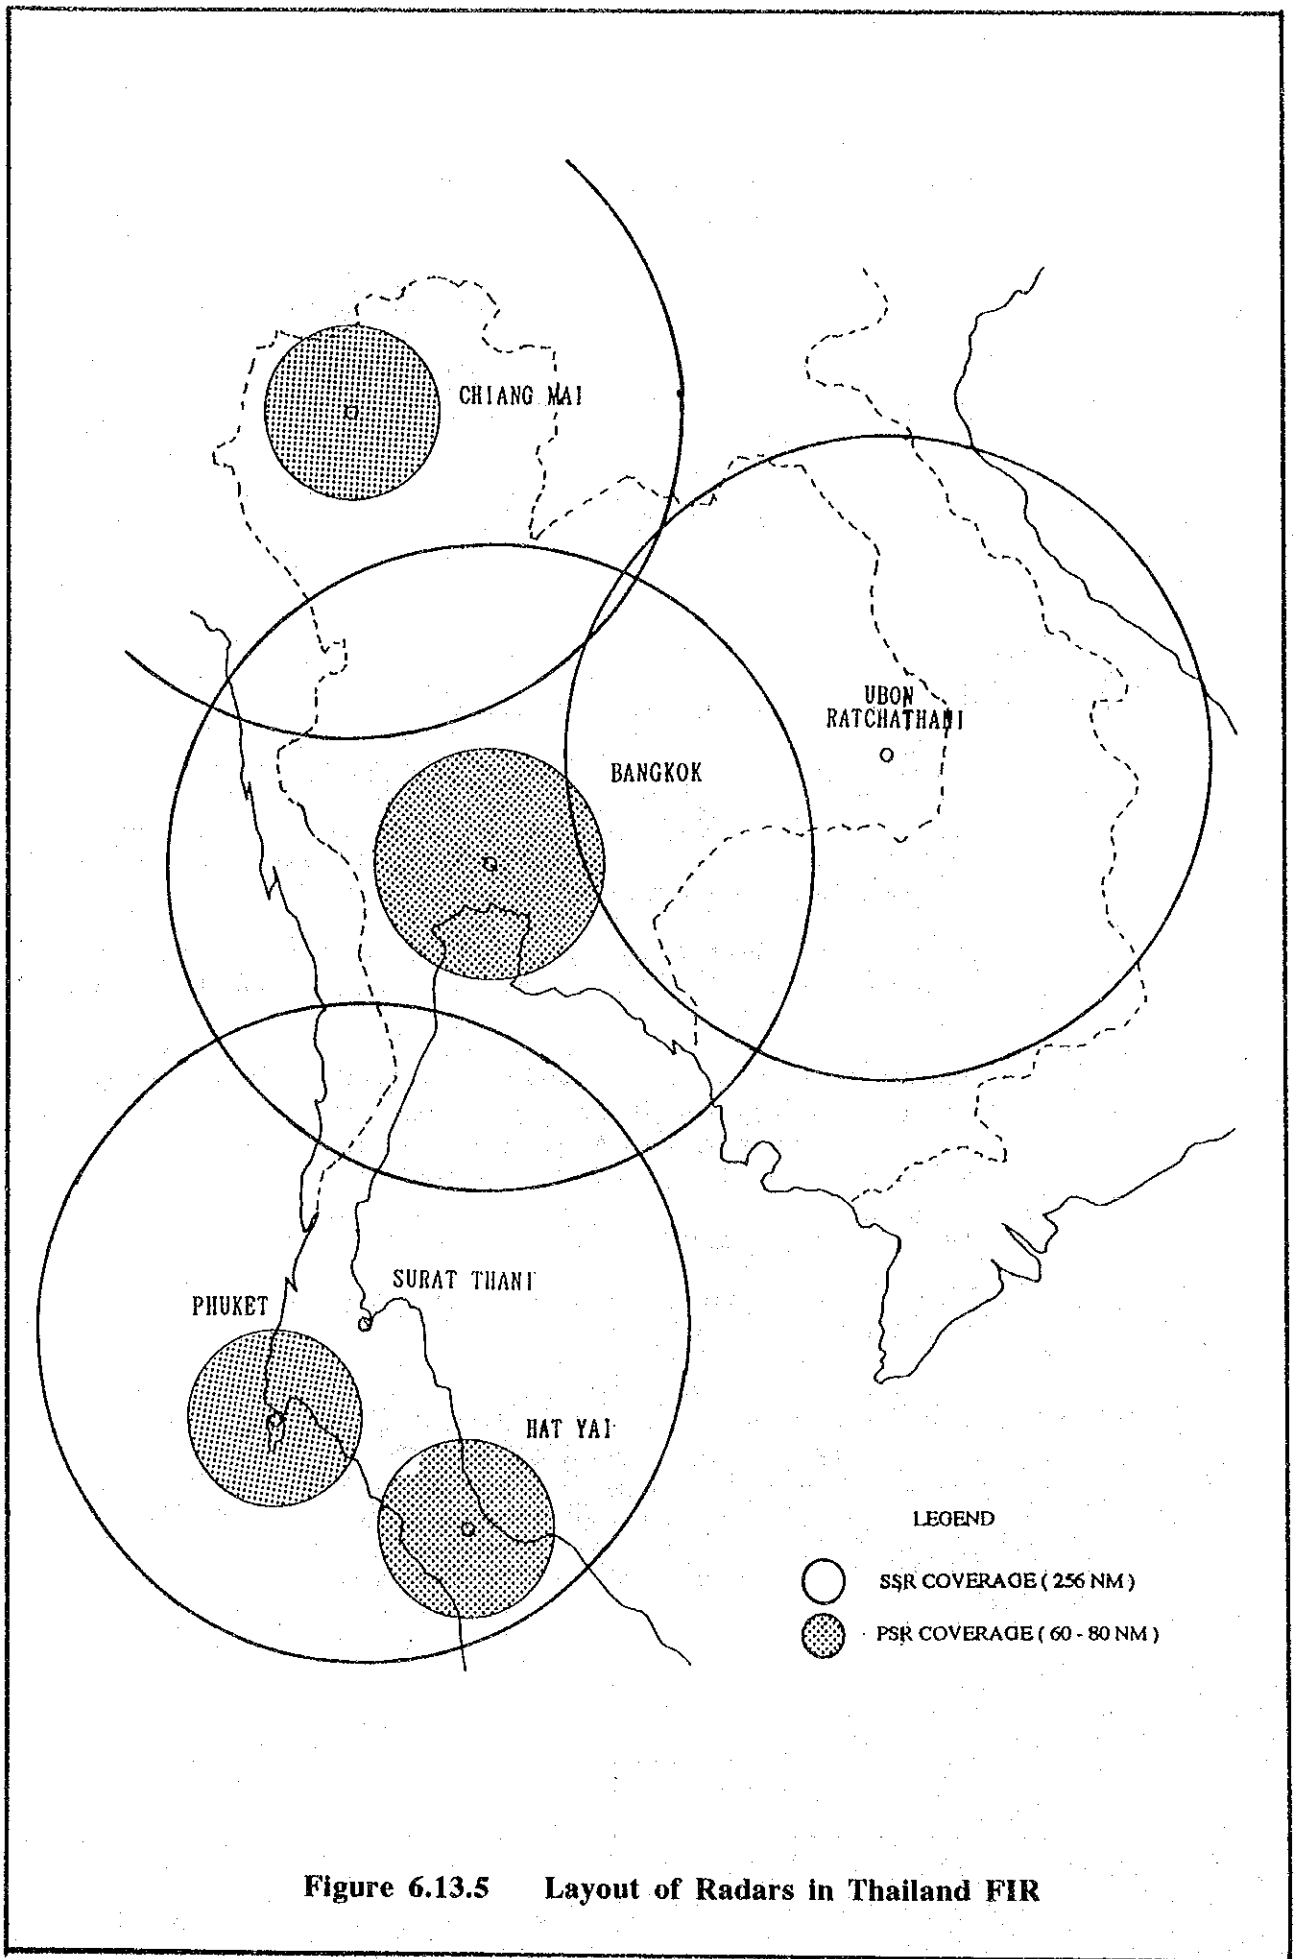 CHIANG MAI
UBON
RATCHATHANI
BANGKOK
SURAT THANI
PHUKET
HAT YAI
LEGEND
SSR COVERAGE ( 256 NM )
PSR COVERAGE ( 60 - 80 NM )
Figure 6.13.5 Layout of Radars in Thailand FIR